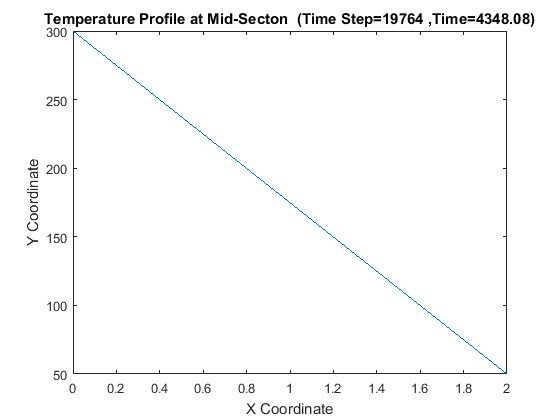 Temperature Profile at Mid-Secton (Time Step=19764 ,Time=4348.08)
300
250
200
150
100
50
Y Coordinate
0 0.2 0.4 0.6 0.8 1 1.2 1.4 1.6 1.8 2
X Coordinate